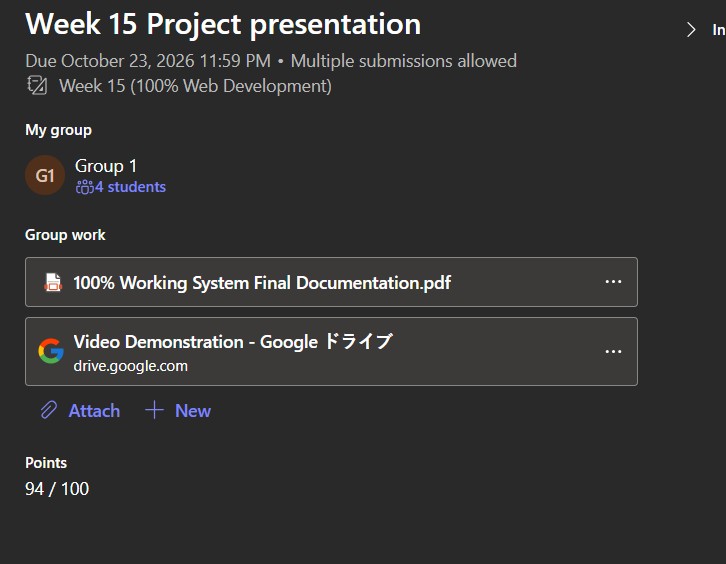 Week 15 Project presentation
In
Due October 23, 2026 11:59 PM • Multiple submissions allowed
Week 15 (100% Web Development)
My group
G1
Group 1
4 students
Group work
100% Working System Final Documentation.pdf
Video Demonstration - Google ドライブ
drive.google.com
Attach
New
Points
94 / 100